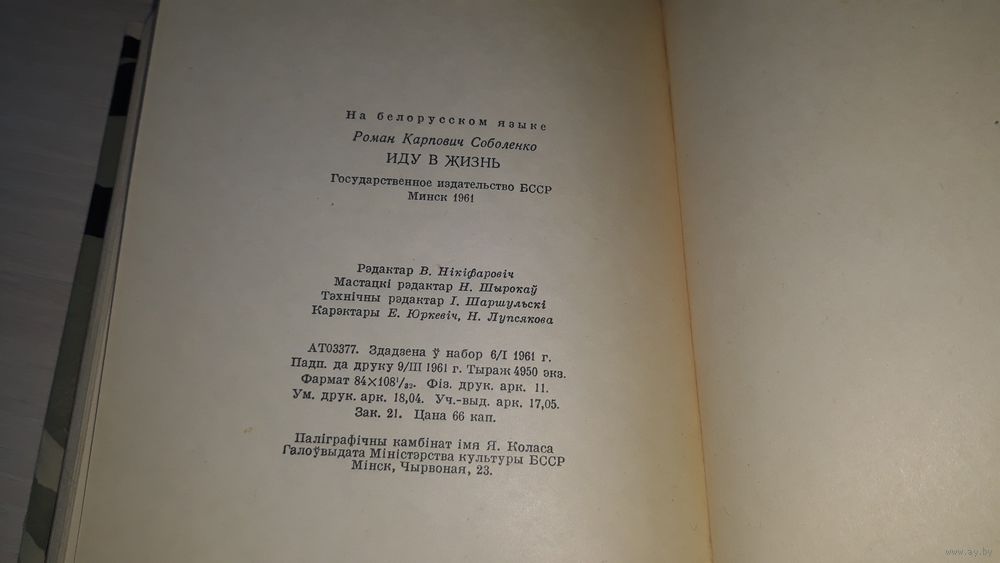 На белорусском языке
Роман Карпович Соболенко
ИДУ В ЖИЗНЬ
Государственное издательство БССР
Минск 1961
Рэдактар В. Нікіфаровіч
Мастацкі рэдактар Н. Шырокаў
Тэхнічны рэдактар І. Шаршульскі
Карэктары Е. Юркевіч, Н. Лупсякова
АТ03377. Здадзена ў набор 6/I 1961 г.
Падп. да друку 9/III 1961 г. Тыраж 4950 экз.
Фармат 84×108¹/₃₂. Фіз. друк. арк. 11.
Ум. друк. арк. 18,04. Уч.-выд. арк. 17,05.
Зак. 21. Цана 66 кап.
Паліграфічны камбінат імя Я. Коласа
Галоўвыдата Міністэрства культуры БССР
Мінск, Чырвоная, 23.
www.ay.by